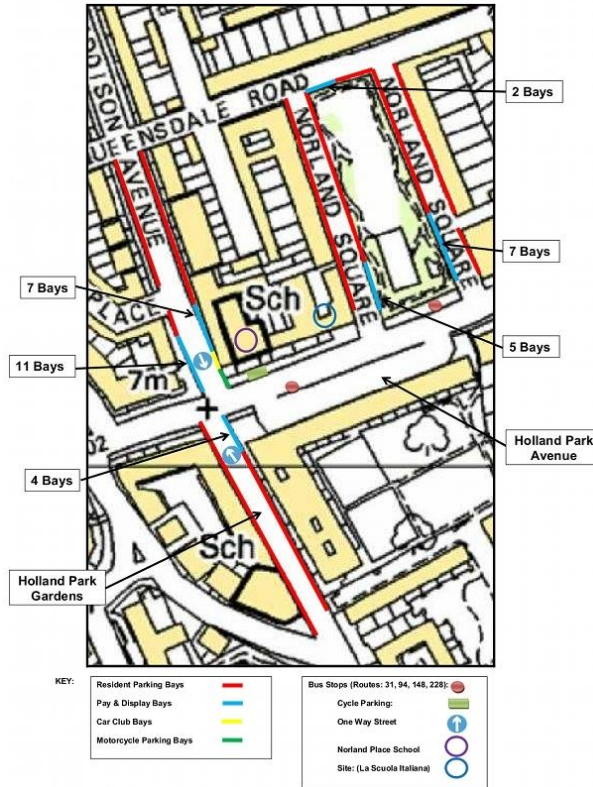 QUEENSDALE ROAD
2 Bays
ADDISON
AVENUE
NORLAND SQUARE
NORLAND SQUARE
7 Bays
PLACE
Sch
7 Bays
5 Bays
11 Bays
7m
Holland Park
Avenue
02
4 Bays
Sch
Holland Park
Gardens
KEY:
Resident Parking Bays
Pay & Display Bays
Car Club Bays
Motorcycle Parking Bays
Bus Stops (Routes: 31, 94, 148, 228):
Cycle Parking:
One Way Street
Norland Place School
Site: (La Scuola Italiana)